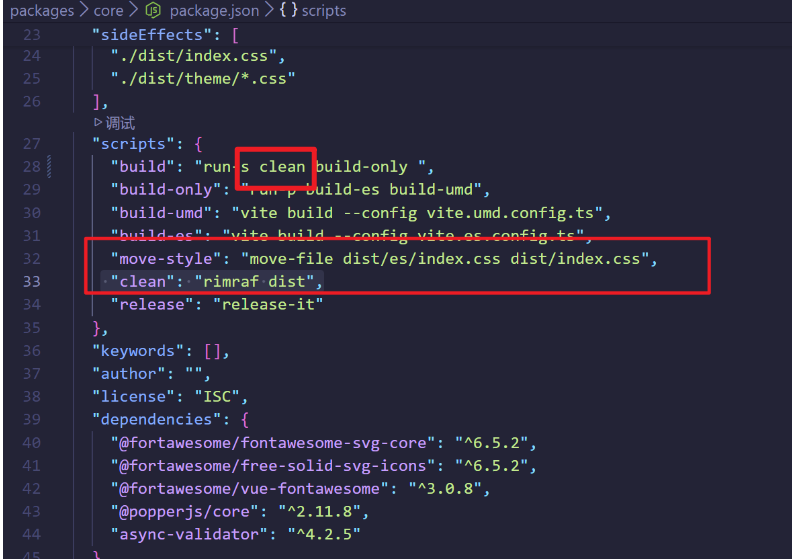 packages > core > package.json > { } scripts
23 "sideEffects": [
24 "./dist/index.css",
25 "./dist/theme/*.css"
26 ],
调试
27 "scripts": {
28 "build": "run-s clean build-only ",
29 "build-only": "run-p build-es build-umd",
30 "build-umd": "vite build --config vite.umd.config.ts",
31 "build-es": "vite build --config vite.es.config.ts",
32 "move-style": "move-file dist/es/index.css dist/index.css",
33 "clean": "rimraf dist",
34 "release": "release-it"
35 },
36 "keywords": [],
37 "author": "",
38 "license": "ISC",
39 "dependencies": {
40 "@fortawesome/fontawesome-svg-core": "^6.5.2",
41 "@fortawesome/free-solid-svg-icons": "^6.5.2",
42 "@fortawesome/vue-fontawesome": "^3.0.8",
43 "@popperjs/core": "^2.11.8",
44 "async-validator": "^4.2.5"
45 }